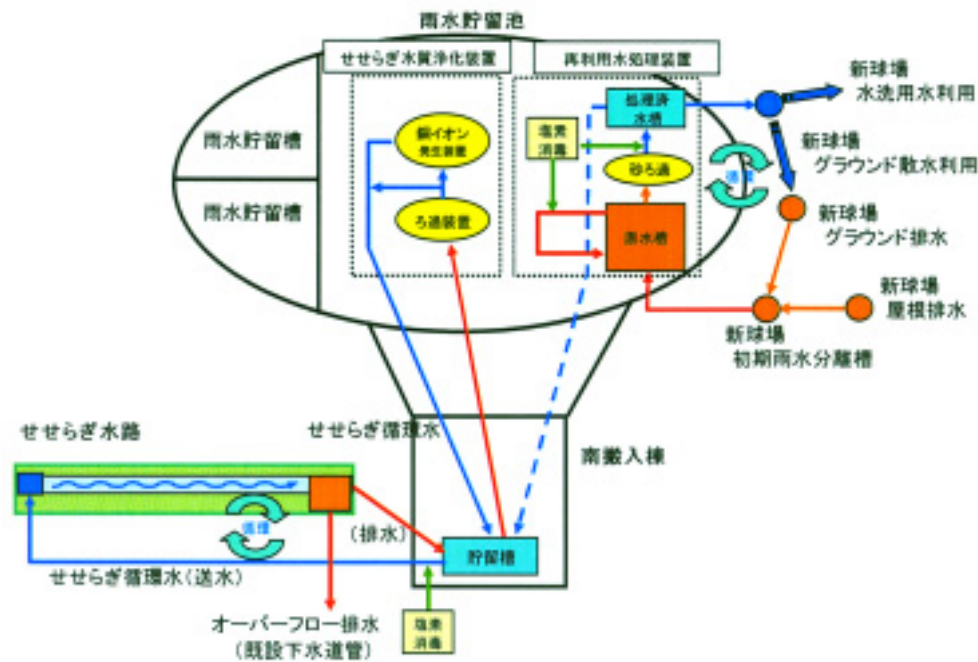 雨水貯留池
せせらぎ水質浄化装置
再利用水処理装置
雨水貯留槽
雨水貯留槽
銅イオン
発生装置
ろ過装置
塩素
消毒
処理済
水槽
砂ろ過
原水槽
循環
新球場
水洗用水利用
新球場
グラウンド散水利用
新球場
グラウンド排水
新球場
屋根排水
新球場
初期雨水分離槽
せせらぎ水路
せせらぎ循環水
南搬入棟
循環
(排水)
貯留槽
せせらぎ循環水(送水)
オーバーフロー排水
(既設下水道管)
塩素
消毒